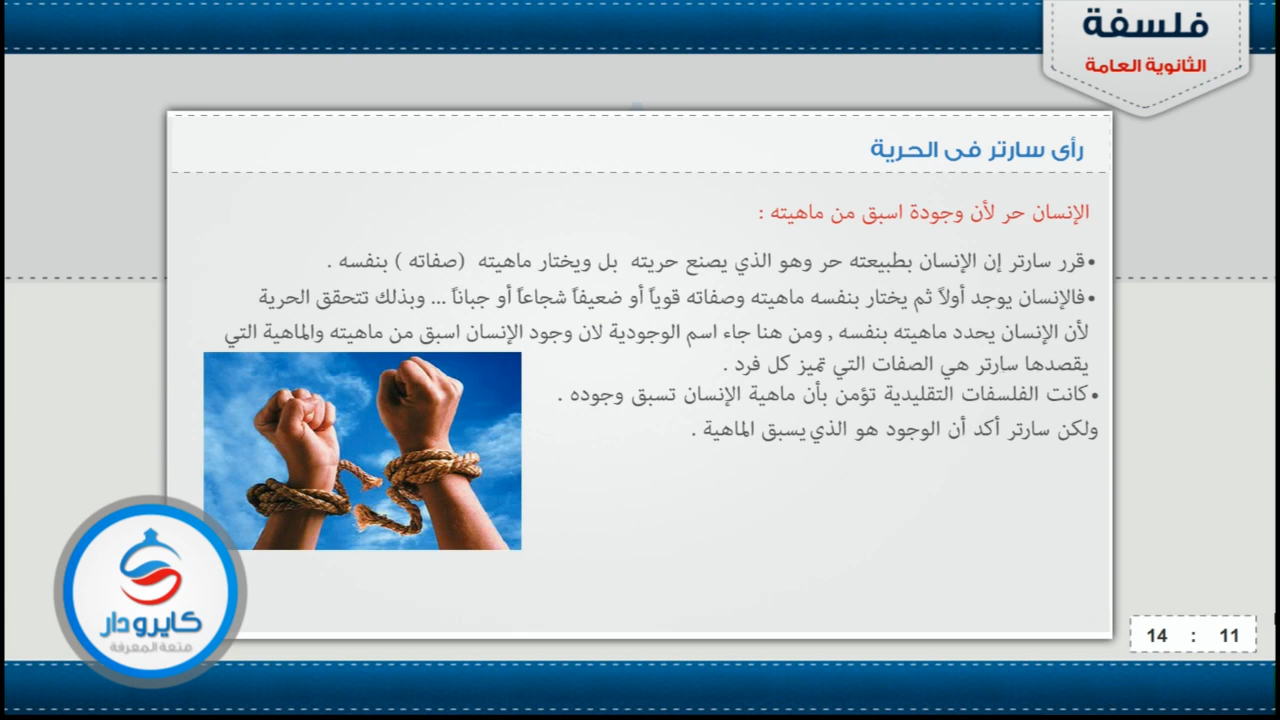 فلسفة
الثانوية العامة
رأى سارتر فى الحرية
الإنسان حر لأن وجودة اسبق من ماهيته :
•قرر سارتر إن الإنسان بطبيعته حر وهو الذي يصنع حريته بل ويختار ماهيته (صفاته ) بنفسه .
•فالإنسان يوجد أولاً ثم يختار بنفسه ماهيته وصفاته قوياً أو ضعيفاً شجاعاً أو جباناً ... وبذلك تتحقق الحرية
لأن الإنسان يحدد ماهيته بنفسه , ومن هنا جاء اسم الوجودية لان وجود الإنسان اسبق من ماهيته والماهية التي
يقصدها سارتر هي الصفات التي تميز كل فرد .
•كانت الفلسفات التقليدية تؤمن بأن ماهية الإنسان تسبق وجوده .
ولكن سارتر أكد أن الوجود هو الذي يسبق الماهية .
كايرودار
متعة المعرفة
14 : 11